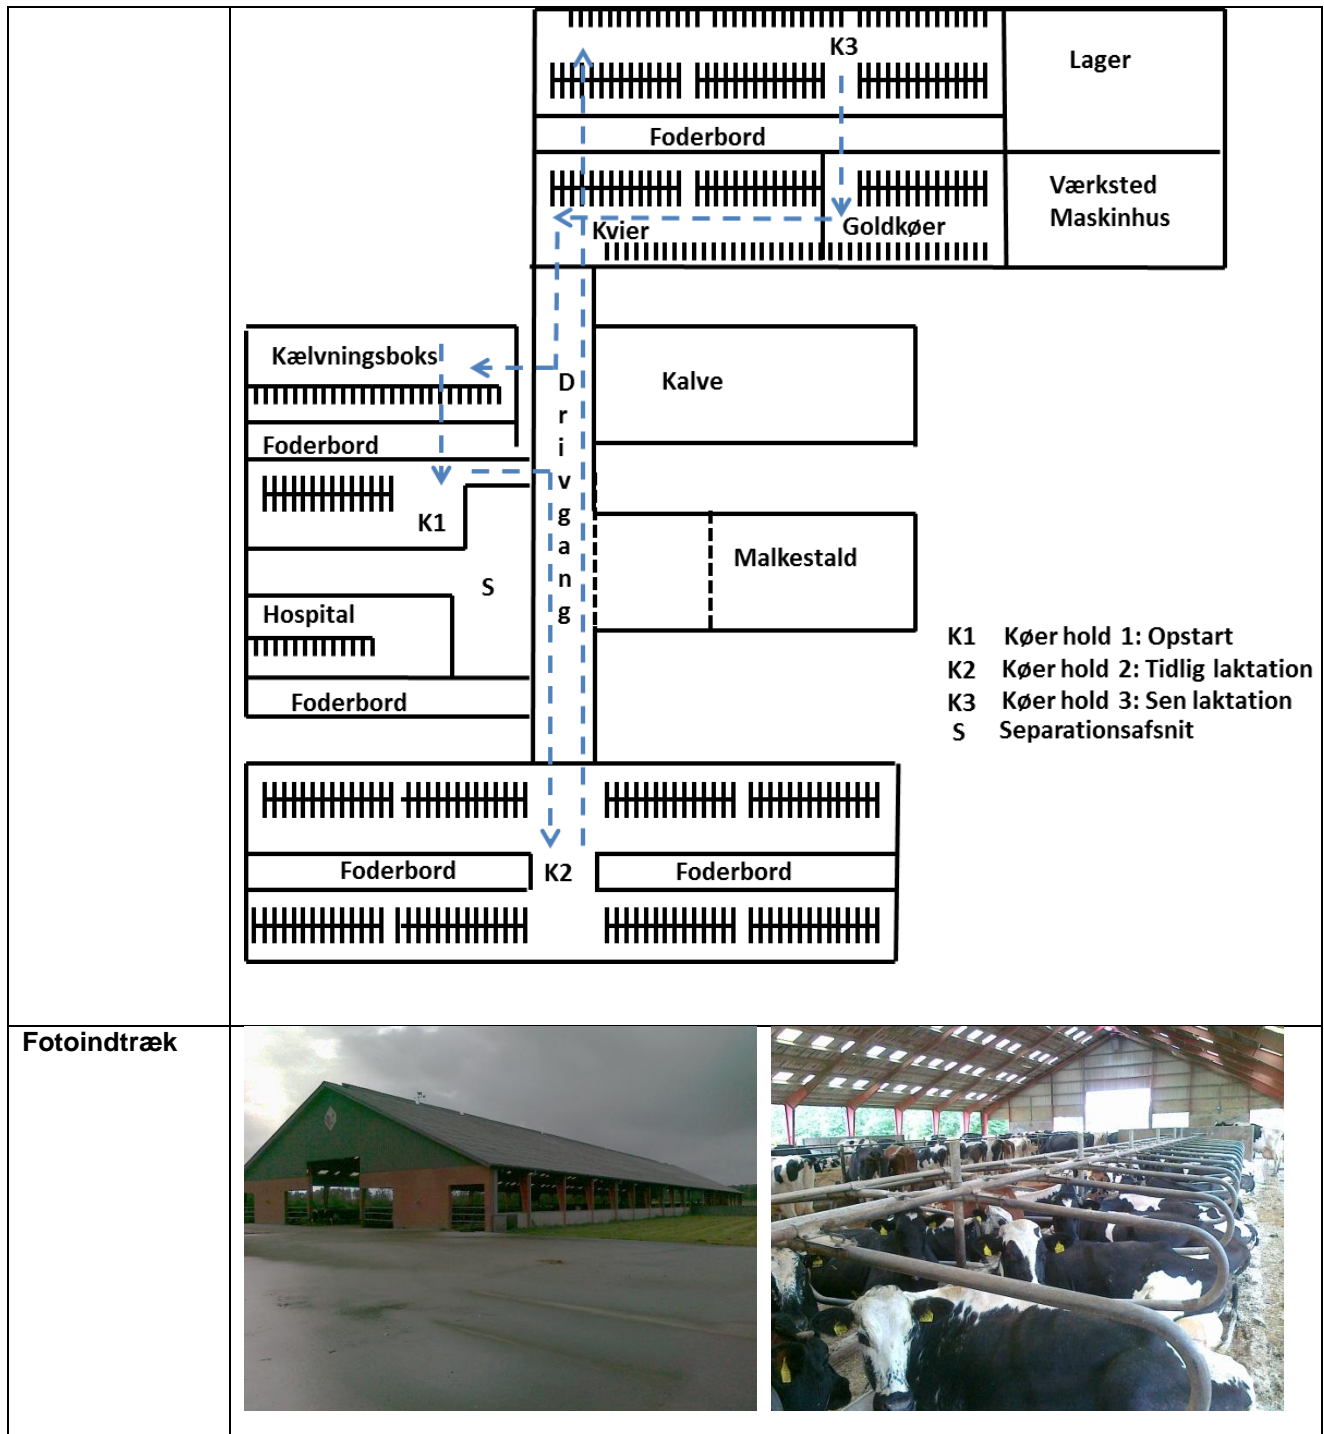 K3
Lager
Foderbord
Værksted
Maskinhus
Kvier
Goldkøer
Kælvningsboks
Drivgang
Kalve
Foderbord
K1
Malkestald
S
Hospital
Foderbord
K1 Køer hold 1: Opstart
K2 Køer hold 2: Tidlig laktation
K3 Køer hold 3: Sen laktation
S Separationsafsnit
Foderbord
K2
Foderbord
Fotoindtræk